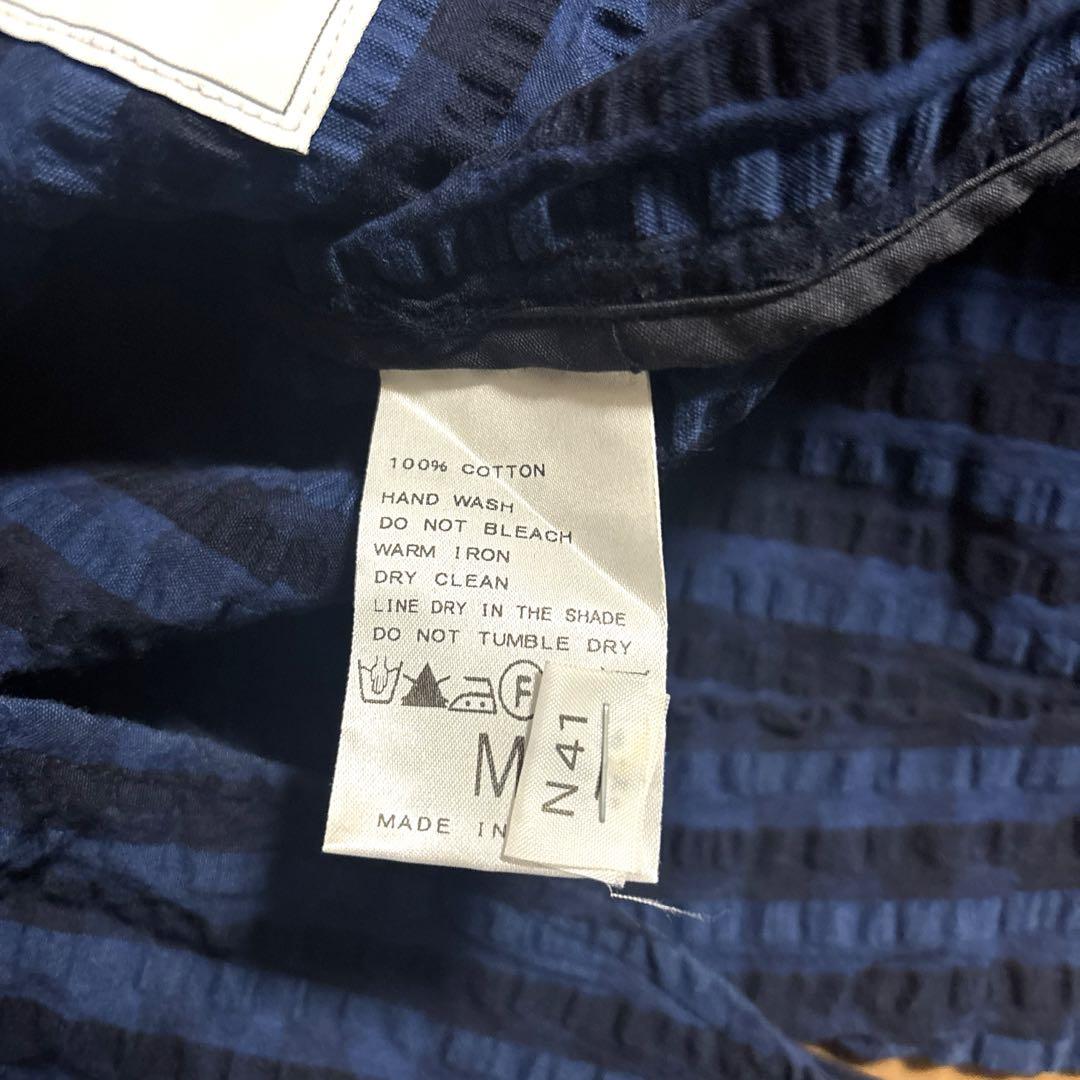 100% COTTON
HAND WASH
DO NOT BLEACH
WARM IRON
DRY CLEAN
LINE DRY IN THE SHADE
DO NOT TUMBLE DRY
F
M
MADE IN
N41